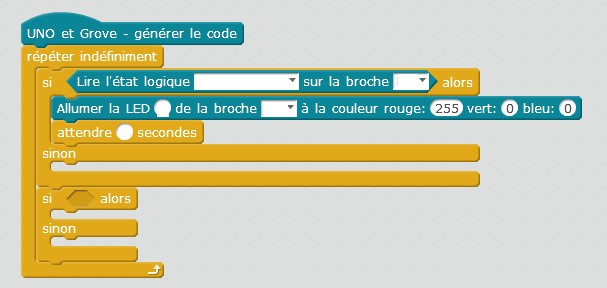 UNO et Grove - générer le code
répéter indéfiniment
si Lire l'état logique sur la broche alors
Allumer la LED de la broche à la couleur rouge: 255 vert: 0 bleu: 0
attendre secondes
sinon
si alors
sinon